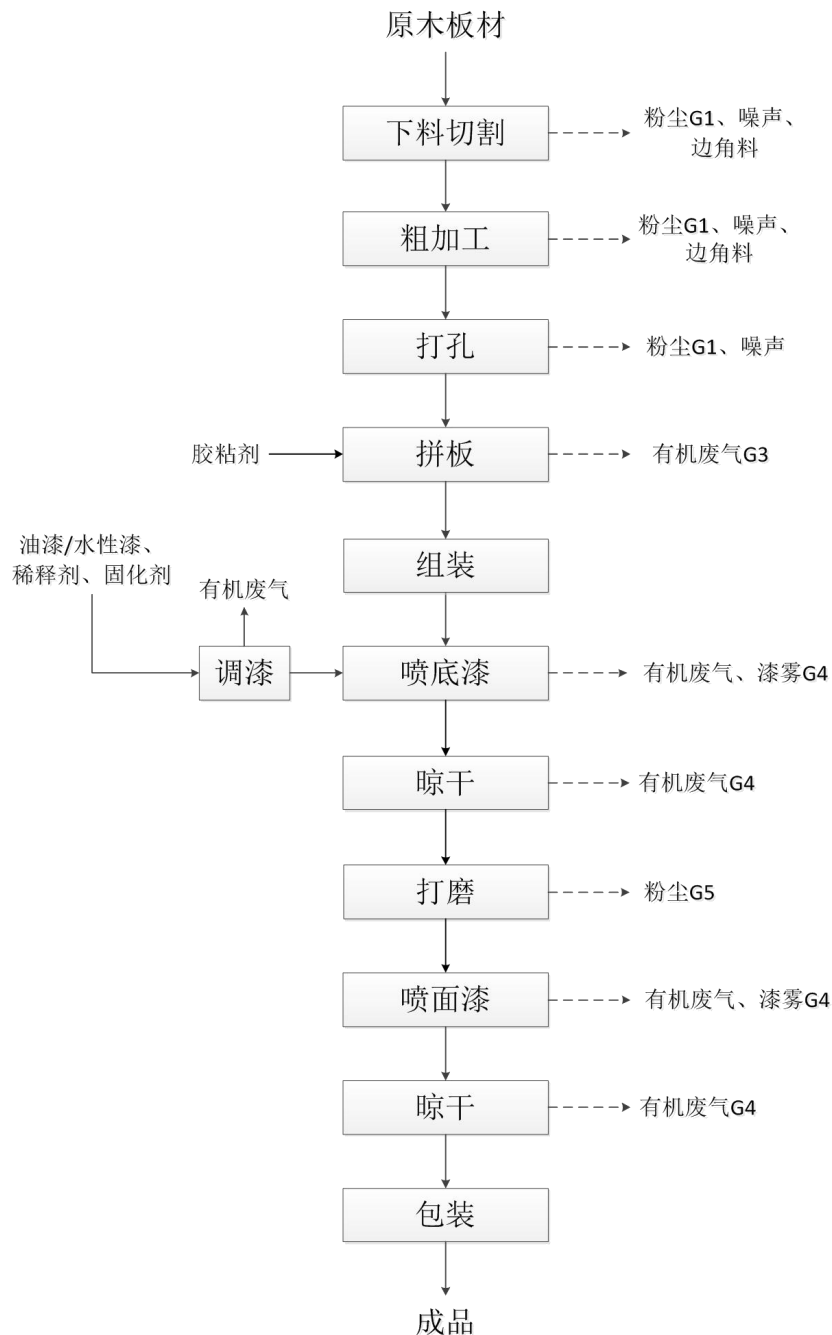 原木板材
下料切割
粉尘G1、噪声、
边角料
粗加工
粉尘G1、噪声、
边角料
打孔
粉尘G1、噪声
胶粘剂
拼板
有机废气G3
油漆/水性漆、
稀释剂、固化剂
有机废气
组装
调漆
喷底漆
有机废气、漆雾G4
晾干
有机废气G4
打磨
粉尘G5
喷面漆
有机废气、漆雾G4
晾干
有机废气G4
包装
成品